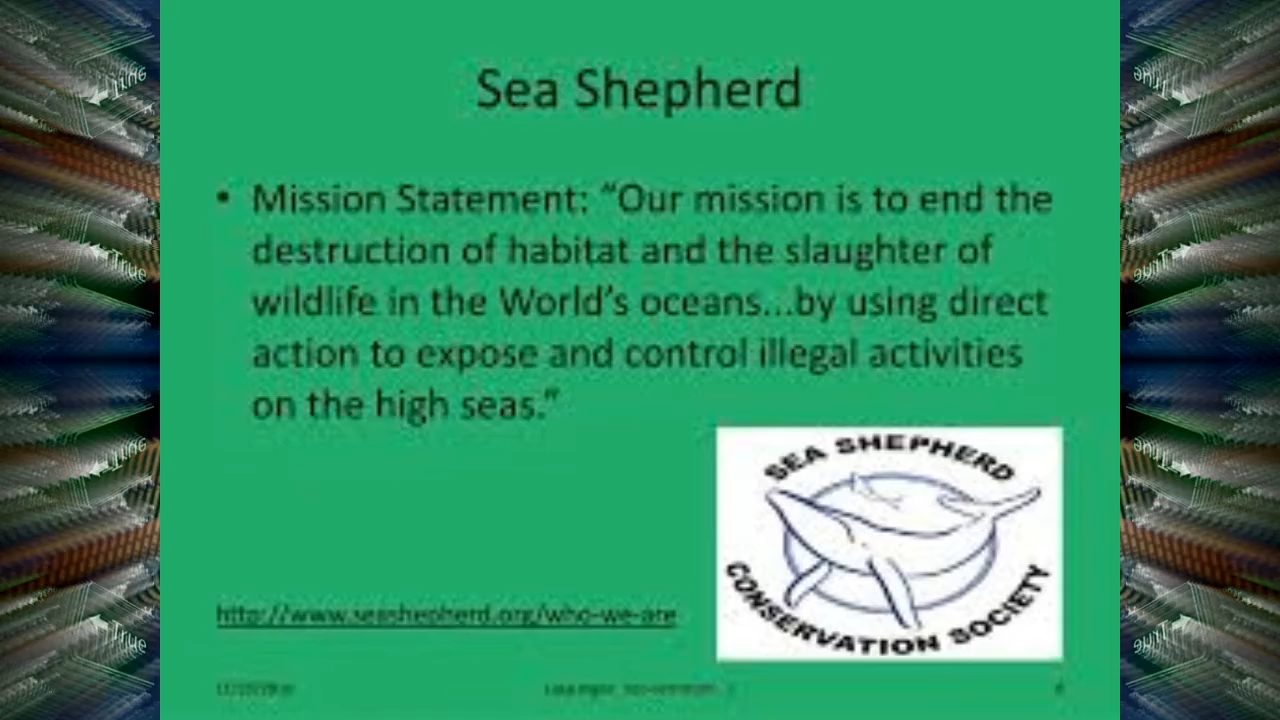 Sea Shepherd
• Mission Statement: “Our mission is to end the
destruction of habitat and the slaughter of
wildlife in the World’s oceans...by using direct
action to expose and control illegal activities
on the high seas.”
SEA SHEPHERD
CONSERVATION SOCIETY
http://www.seashepherd.org/who-we-are
True
True